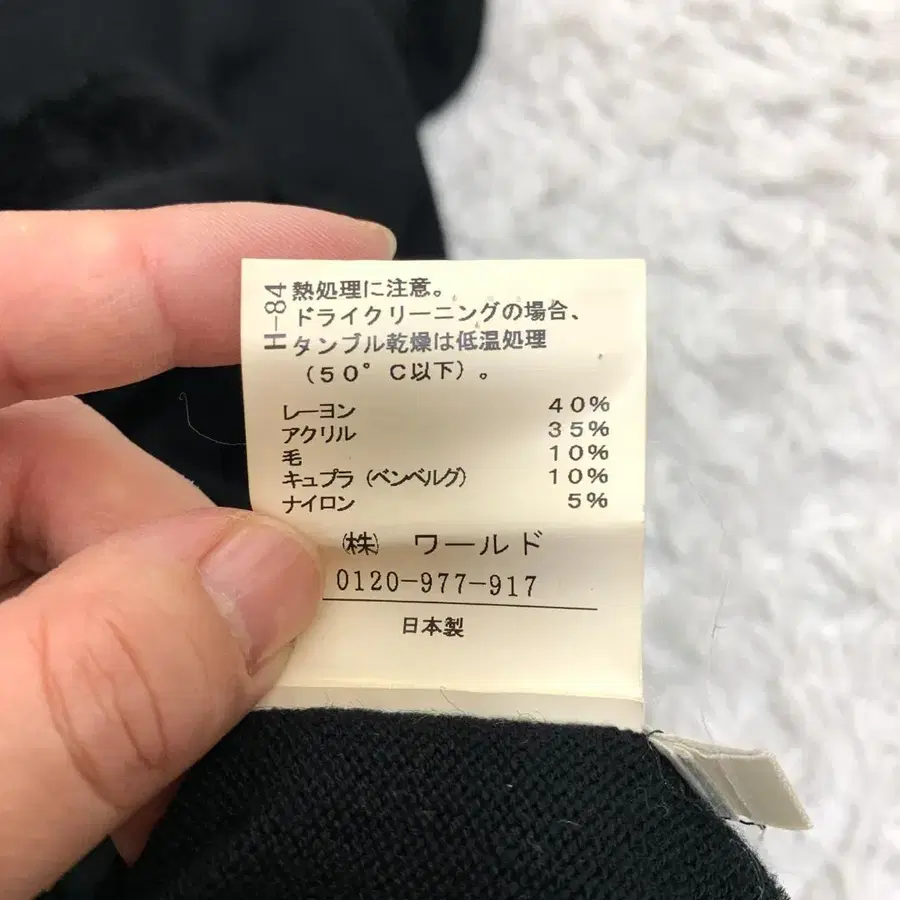 H-84
熱処理に注意。
ドライクリーニングの場合、
タンブル乾燥は低温処理
(50°C以下)。
レーヨン 40%
アクリル 35%
毛 10%
キュプラ(ベンベルグ) 10%
ナイロン 5%
㈱ ワールド
0120-977-917
日本製